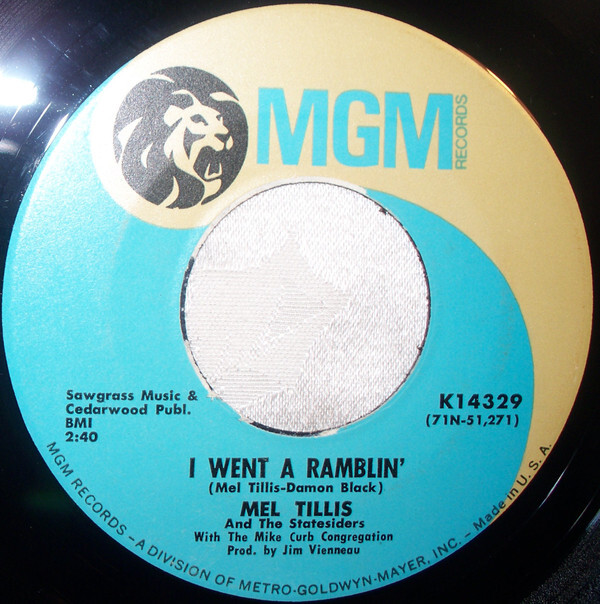 MGM
RECORDS
Sawgrass Music &
Cedarwood Publ.
BMI
2:40
K14329
(71N-51,271)
I WENT A RAMBLIN'
(Mel Tillis-Damon Black)
MEL TILLIS
And The Statesiders
With The Mike Curb Congregation
Prod. by Jim Vienneau
MGM RECORDS – A DIVISION OF METRO-GOLDWYN-MAYER, INC. – Made in U. S. A.